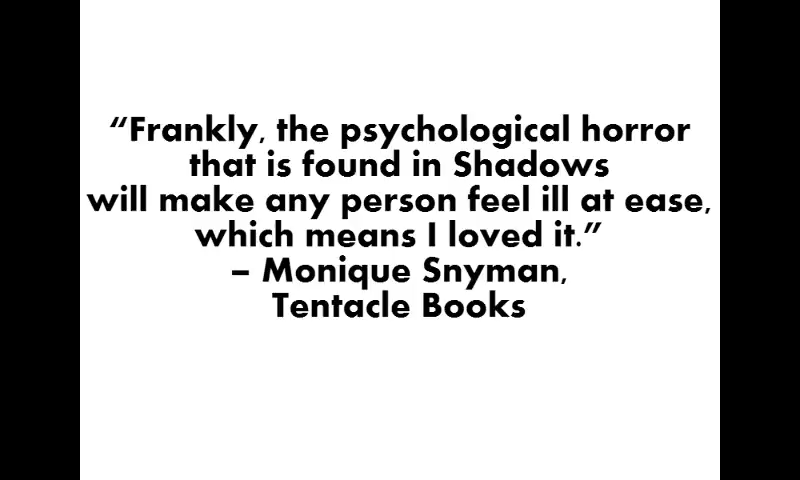 “Frankly, the psychological horror
that is found in Shadows
will make any person feel ill at ease,
which means I loved it.”
– Monique Snyman,
Tentacle Books